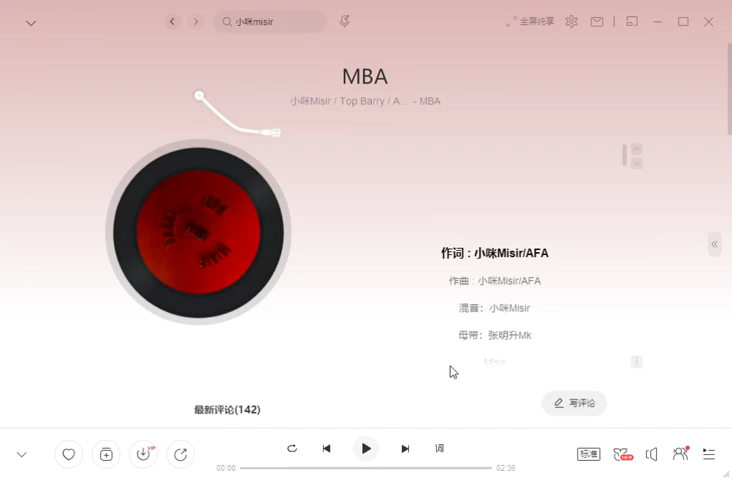 小咪misir
全屏纯享
MBA
小咪Misir / Top Barry / A... - MBA
作词 : 小咪Misir/AFA
作曲 : 小咪Misir/AFA
混音：小咪Misir
母带：张明升Mk
Misir
最新评论(142)
写评论
VIP
词
00:00
02:36
标准
NEW